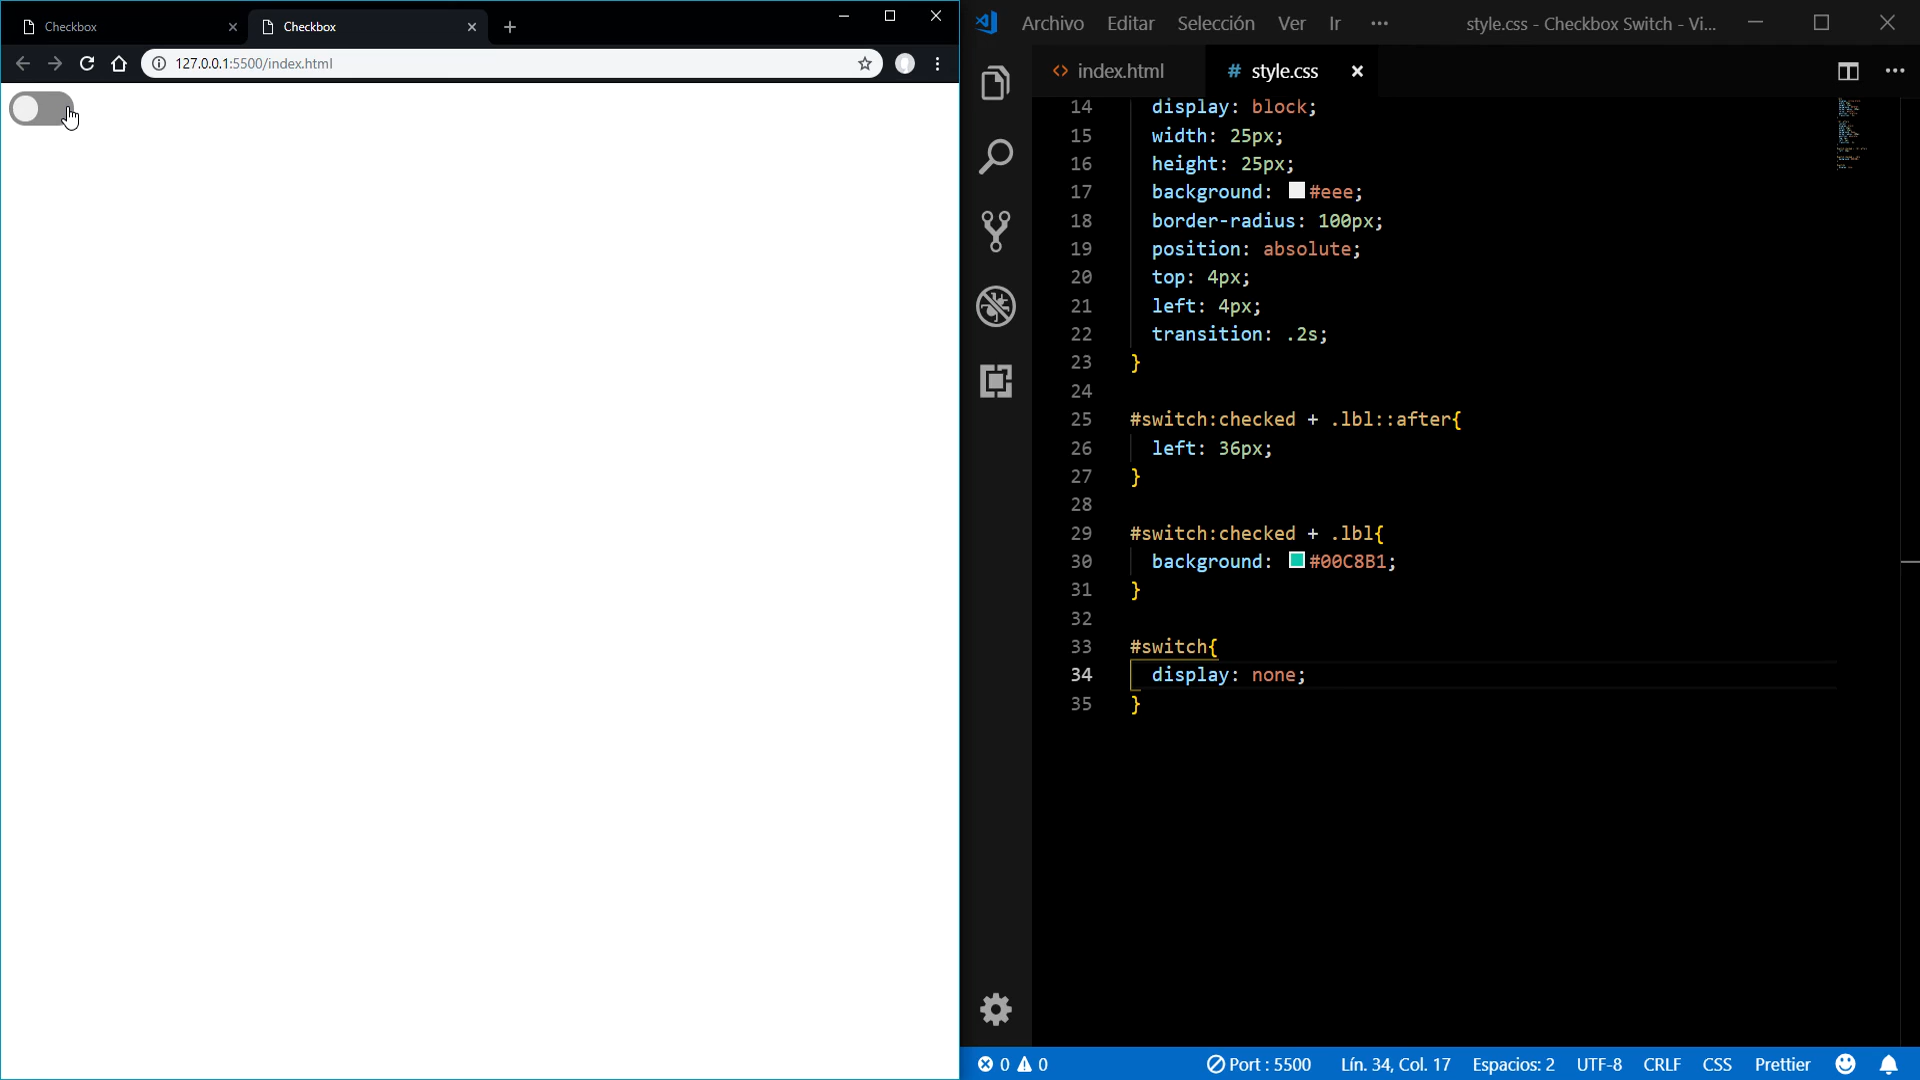 Checkbox
Checkbox
127.0.0.1:5500/index.html
Archivo Editar Selección Ver Ir ··· style.css - Checkbox Switch - Vi...
<> index.html # style.css
14 display: block;
15 width: 25px;
16 height: 25px;
17 background: #eee;
18 border-radius: 100px;
19 position: absolute;
20 top: 4px;
21 left: 4px;
22 transition: .2s;
23 }
24
25 #switch:checked + .lbl::after{
26 left: 36px;
27 }
28
29 #switch:checked + .lbl{
30 background: #00C8B1;
31 }
32
33 #switch{
34 display: none;
35 }
0 0 Port : 5500 Lín. 34, Col. 17 Espacios: 2 UTF-8 CRLF CSS Prettier